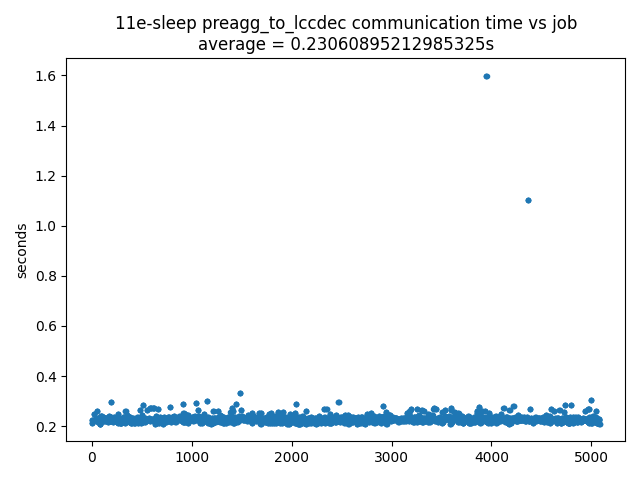 11e-sleep preagg_to_lccdec communication time vs job
average = 0.23060895212985325s
1.6
1.4
1.2
1.0
0.8
0.6
0.4
0.2
seconds
0 1000 2000 3000 4000 5000